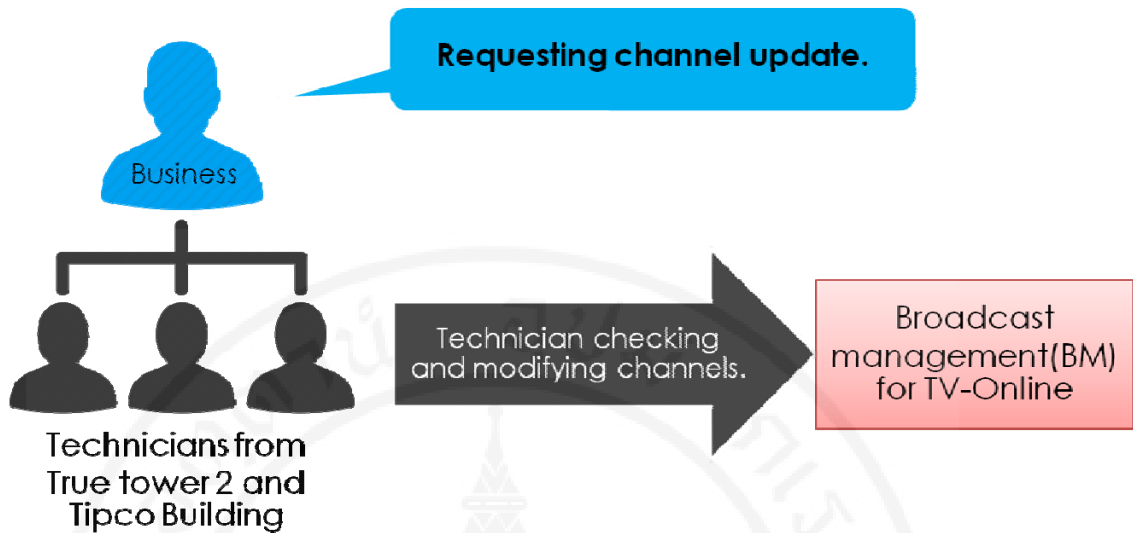 Requesting channel update.
Business
Technician checking
and modifying channels.
Broadcast
management(BM)
for TV-Online
Technicians from
True tower 2 and
Tipco Building